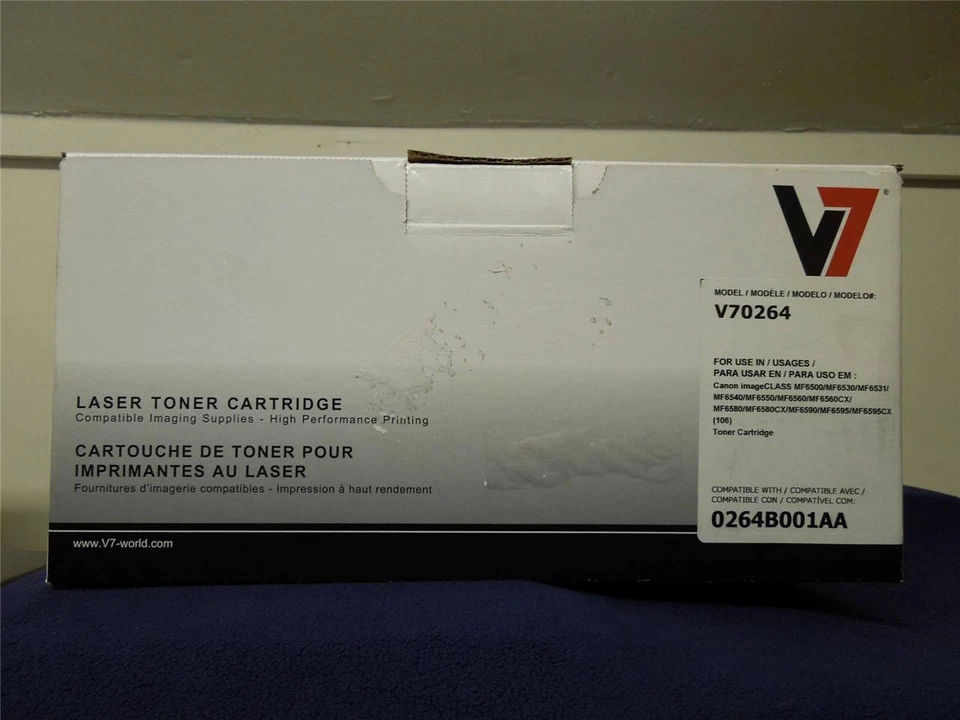 V7®
MODEL / MODÈLE / MODELO / MODELO#:
V70264
FOR USE IN / USAGES /
PARA USAR EN / PARA USO EM :
Canon imageCLASS MF6500/MF6530/MF6531/
MF6540/MF6550/MF6560/MF6560CX/
MF6580/MF6580CX/MF6590/MF6595/MF6595CX
(106)
Toner Cartridge
COMPATIBLE WITH / COMPATIBLE AVEC /
COMPATIBLE CON / COMPATÍVEL COM:
0264B001AA
LASER TONER CARTRIDGE
Compatible Imaging Supplies - High Performance Printing
CARTOUCHE DE TONER POUR
IMPRIMANTES AU LASER
Fournitures d'imagerie compatibles - Impression à haut rendement
www.V7-world.com